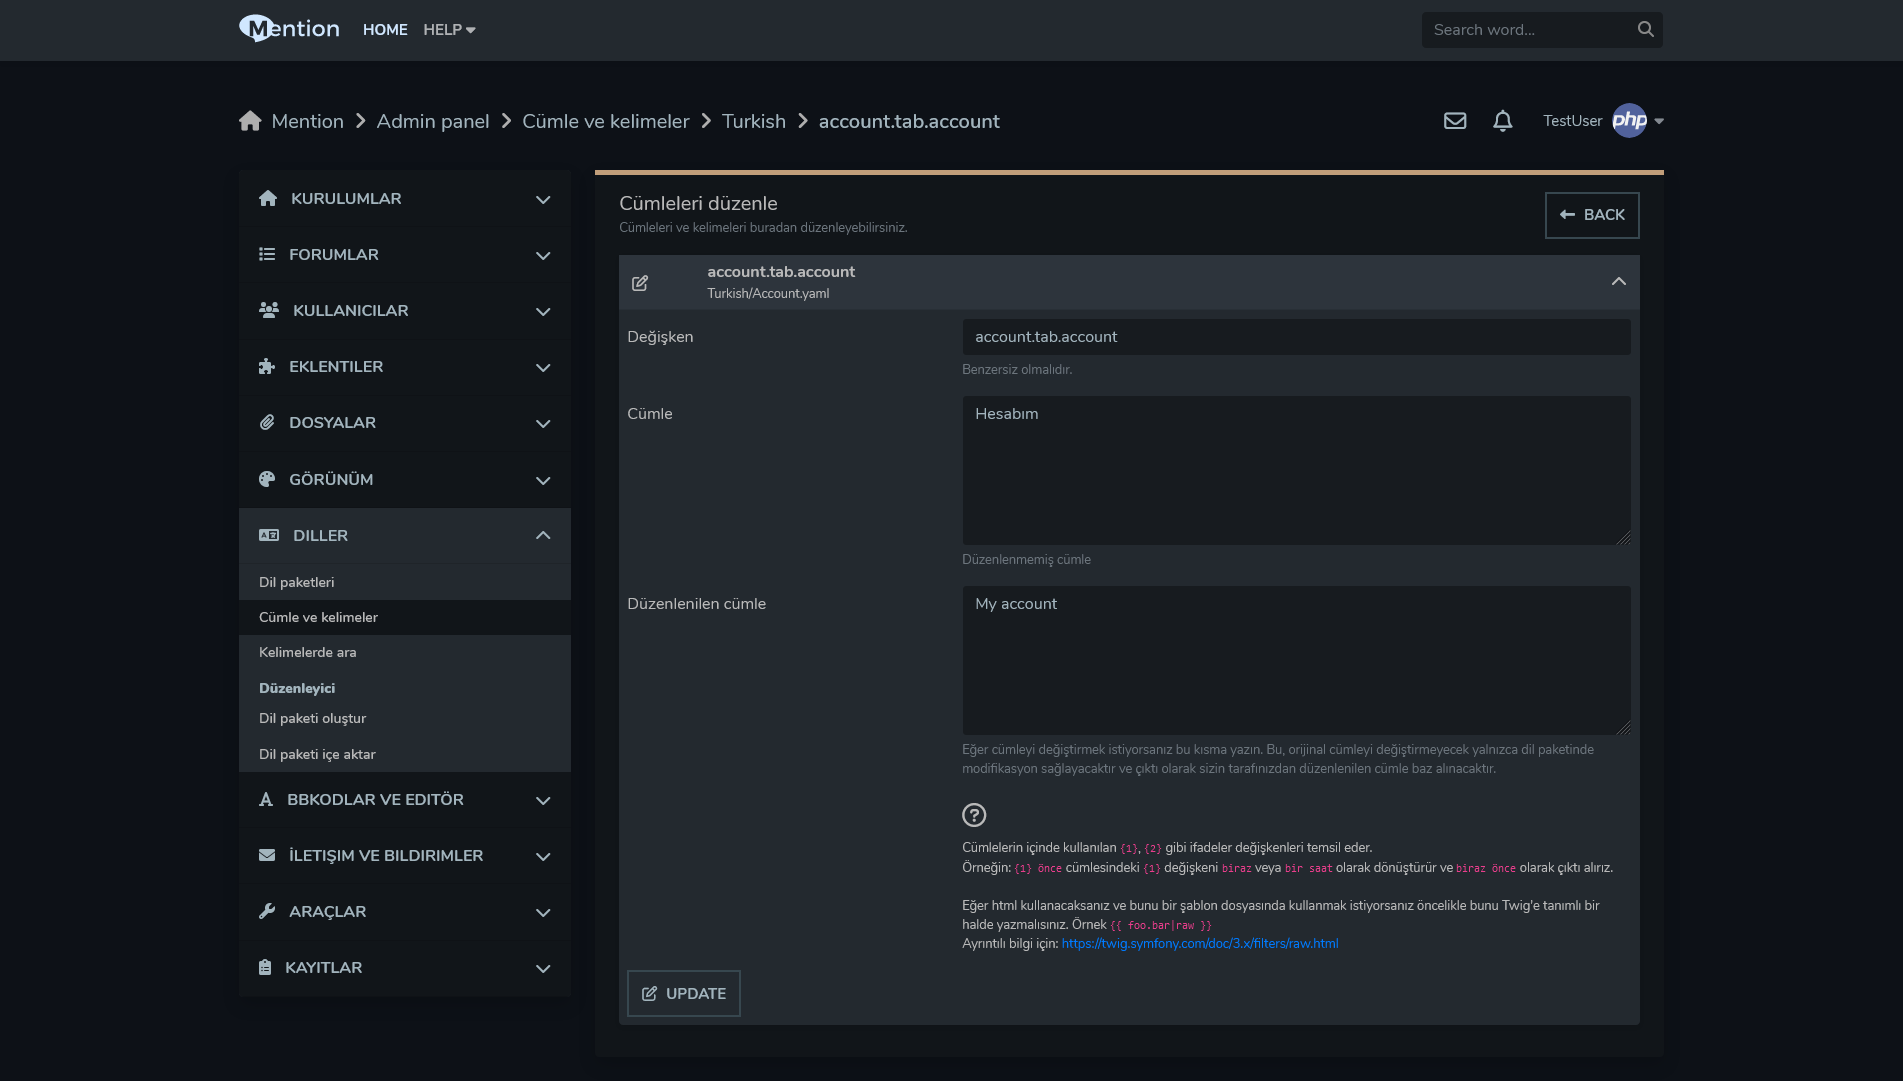 Mention
HOME
HELP
Search word...
Mention
Admin panel
Cümle ve kelimeler
Turkish
account.tab.account
TestUser
php
KURULUMLAR
FORUMLAR
KULLANICILAR
EKLENTILER
DOSYALAR
GÖRÜNÜM
DILLER
Dil paketleri
Cümle ve kelimeler
Kelimelerde ara
Düzenleyici
Dil paketi oluştur
Dil paketi içe aktar
BBKODLAR VE EDITÖR
İLETIŞIM VE BILDIRIMLER
ARAÇLAR
KAYITLAR
Cümleleri düzenle
Cümleleri ve kelimeleri buradan düzenleyebilirsiniz.
BACK
account.tab.account
Turkish/Account.yaml
Değişken
account.tab.account
Benzersiz olmalıdır.
Cümle
Hesabım
Düzenlenmemiş cümle
Düzenlenilen cümle
My account
Eğer cümleyi değiştirmek istiyorsanız bu kısma yazın. Bu, orijinal cümleyi değiştirmeyecek yalnızca dil paketinde
modifikasyon sağlayacaktır ve çıktı olarak sizin tarafınızdan düzenlenilen cümle baz alınacaktır.
Cümlelerin içinde kullanılan {1}, {2} gibi ifadeler değişkenleri temsil eder.
Örneğin: {1} önce cümlesindeki {1} değişkeni biraz veya bir saat olarak dönüştürür ve biraz önce olarak çıktı alırız.
Eğer html kullanacaksanız ve bunu bir şablon dosyasında kullanmak istiyorsanız öncelikle bunu Twig'e tanımlı bir
halde yazmalısınız. Örnek {{ foo.bar|raw }}
Ayrıntılı bilgi için: https://twig.symfony.com/doc/3.x/filters/raw.html
UPDATE